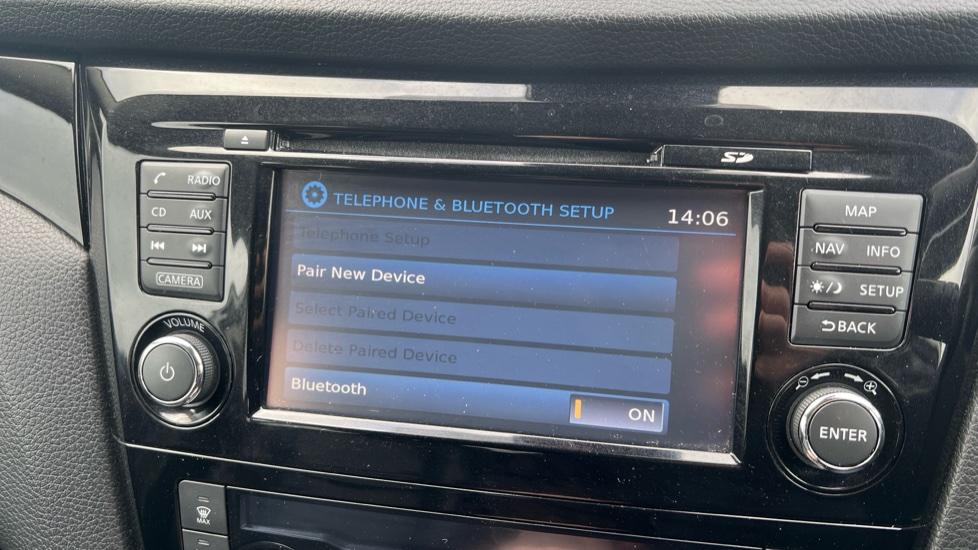 SD
RADIO
CD AUX
CAMERA
VOLUME
TELEPHONE & BLUETOOTH SETUP 14:06
Telephone Setup
Pair New Device
Select Paired Device
Delete Paired Device
Bluetooth ON
MAP
NAV INFO
SETUP
BACK
ENTER
MAX